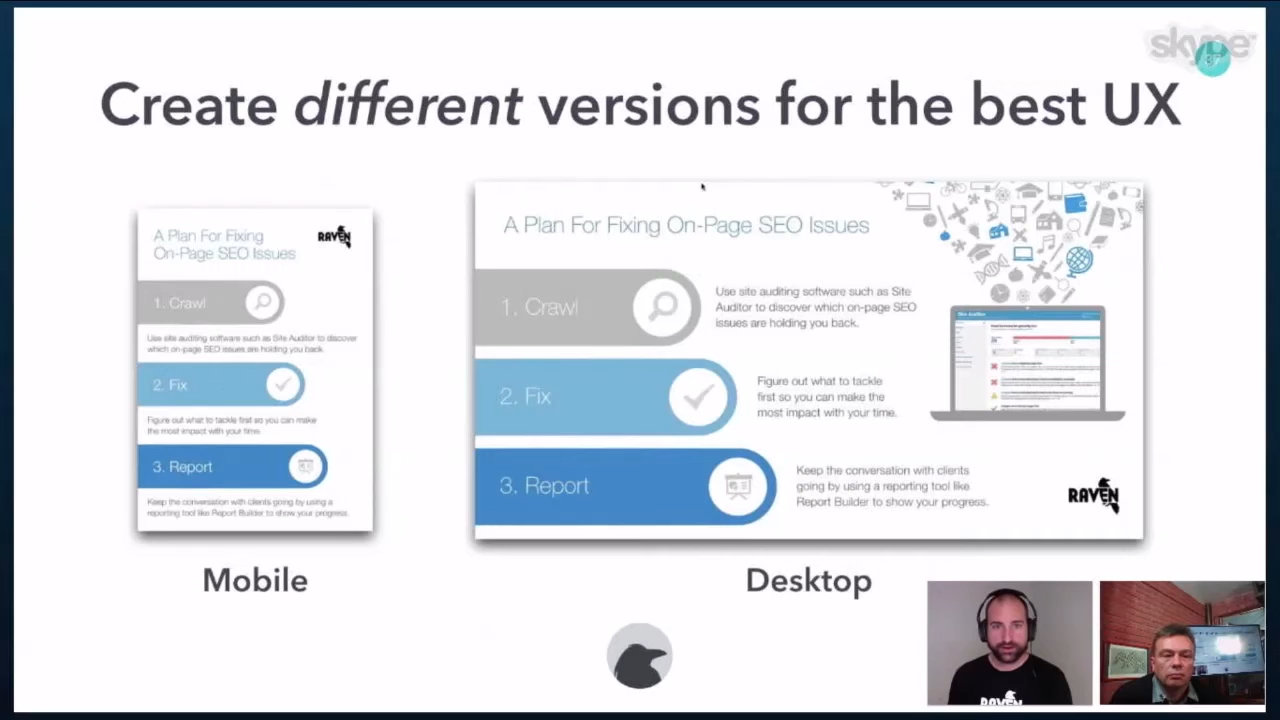 skype
Create different versions for the best UX
A Plan For Fixing
On-Page SEO Issues
RAVEN
1. Crawl
Use site auditing software such as Site Auditor to discover
which on-page SEO issues are holding you back.
2. Fix
Figure out what to tackle first so you can make
the most impact with your time.
3. Report
Keep the conversation with clients going by using a
reporting tool like Report Builder to show your progress.
Mobile
A Plan For Fixing On-Page SEO Issues
1. Crawl
Use site auditing software such as Site
Auditor to discover which on-page SEO
issues are holding you back.
2. Fix
Figure out what to tackle
first so you can make the
most impact with your time.
3. Report
Keep the conversation with clients
going by using a reporting tool like
Report Builder to show your progress.
Site Auditor
RAVEN
Desktop
RAVEN